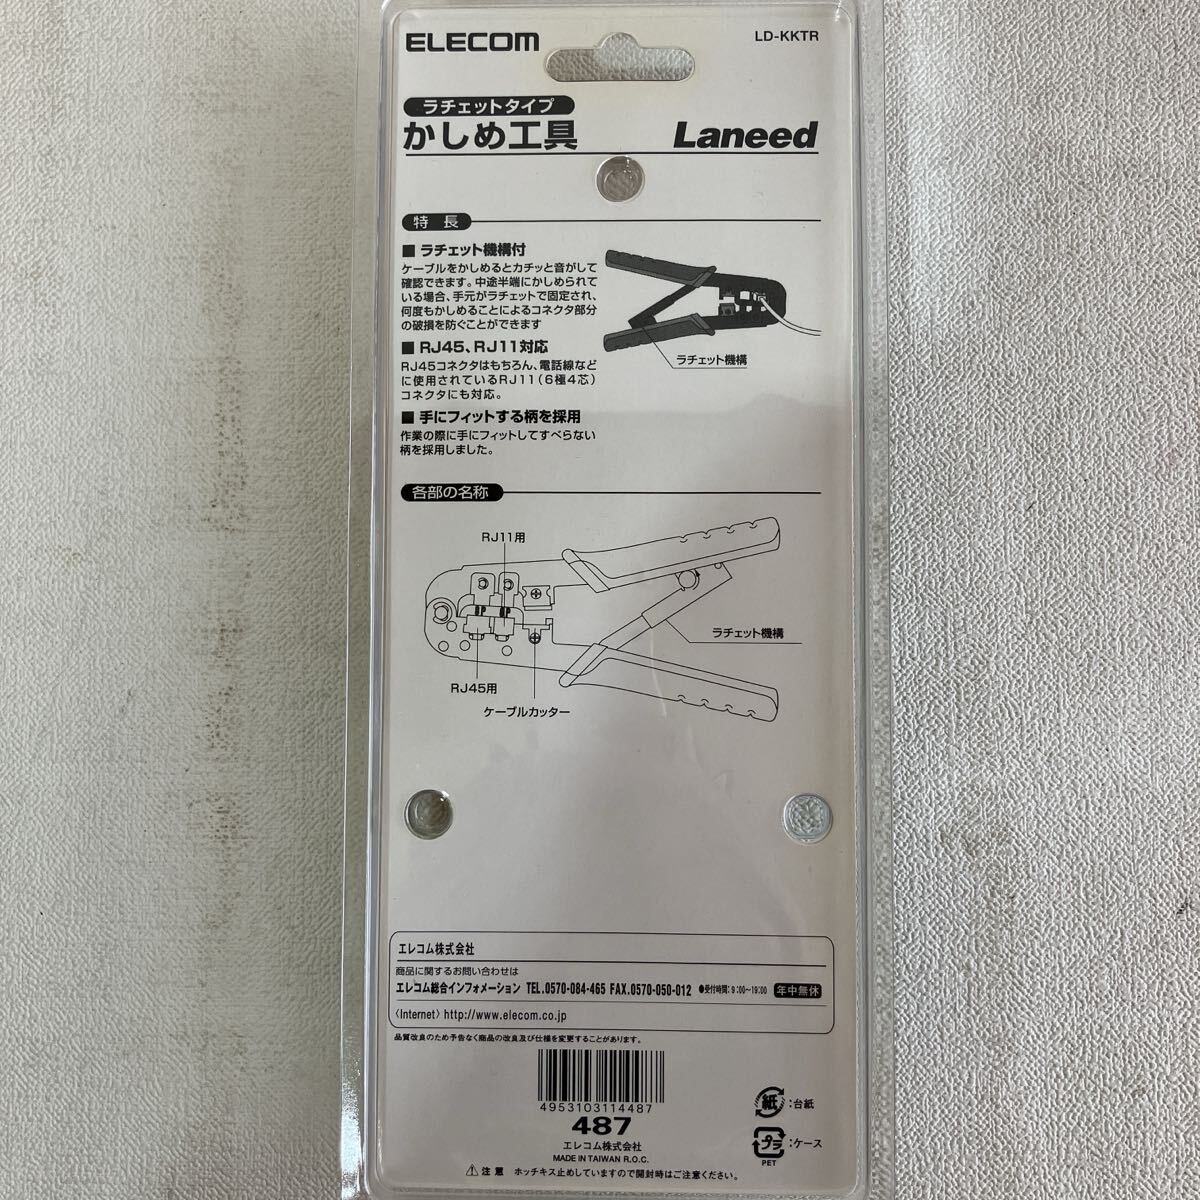 ELECOM
LD-KKTR
ラチェットタイプ
かしめ工具
Laneed
特 長
■ ラチェット機構付
ケーブルをかしめるとカチッと音がして
確認できます。中途半端にかしめられて
いる場合、手元がラチェットで固定され、
何度もかしめることによるコネクタ部分
の破損を防ぐことができます
ラチェット機構
■ RJ45、RJ11対応
RJ45コネクタはもちろん、電話線など
に使用されているRJ11(6極4芯)
コネクタにも対応。
■ 手にフィットする柄を採用
作業の際に手にフィットしてすべらない
柄を採用しました。
各部の名称
RJ11用
8P 6P
ラチェット機構
RJ45用
ケーブルカッター
エレコム株式会社
商品に関するお問い合わせは
エレコム総合インフォメーション TEL.0570-084-465 FAX.0570-050-012 ●受付時間:9:00〜19:00 年中無休
〈Internet〉http://www.elecom.co.jp
品質改良のため予告なく商品の改良及び仕様を変更することがあります。
4953103114487
487
エレコム株式会社
MADE IN TAIWAN R.O.C.
紙 :台紙
プラ :ケース
PET
⚠注意 ホッチキス止めしていますので開封時はご注意ください。